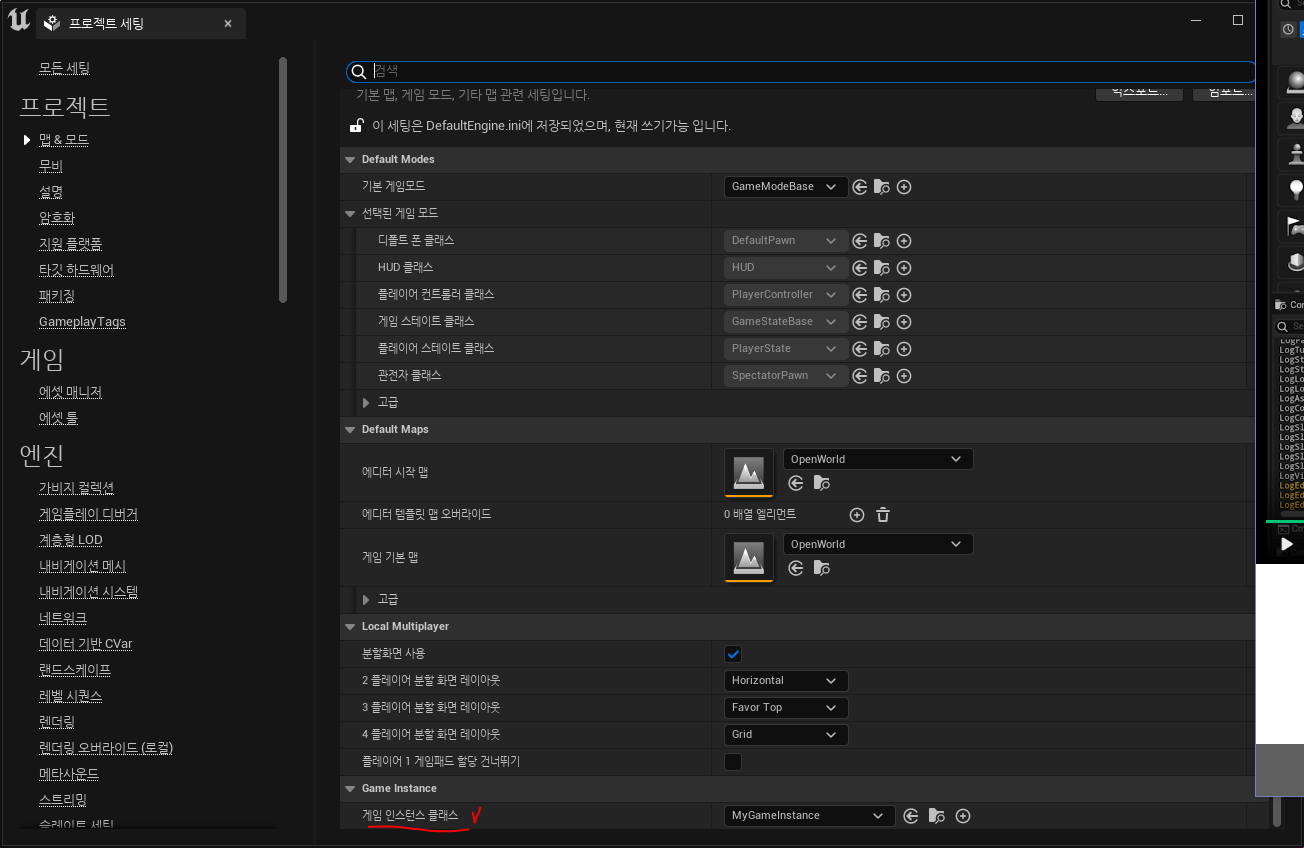 프로젝트 세팅
모든 세팅
프로젝트
맵 & 모드
무비
설명
암호화
지원 플랫폼
타깃 하드웨어
패키징
GameplayTags
게임
에셋 매니저
에셋 툴
엔진
가비지 컬렉션
게임플레이 디버거
계층형 LOD
내비게이션 메시
내비게이션 시스템
네트워크
데이터 기반 CVar
랜드스케이프
레벨 시퀀스
렌더링
렌더링 오버라이드 (로컬)
메타사운드
스트리밍
슬레이트 세팅
검색
기본 맵, 게임 모드, 기타 맵 관련 세팅입니다.
익스포트... 임포트...
이 세팅은 DefaultEngine.ini에 저장되었으며, 현재 쓰기가능 입니다.
Default Modes
기본 게임모드 GameModeBase
선택된 게임 모드
디폴트 폰 클래스 DefaultPawn
HUD 클래스 HUD
플레이어 컨트롤러 클래스 PlayerController
게임 스테이트 클래스 GameStateBase
플레이어 스테이트 클래스 PlayerState
관전자 클래스 SpectatorPawn
고급
Default Maps
에디터 시작 맵 OpenWorld
에디터 템플릿 맵 오버라이드 0 배열 엘리먼트
게임 기본 맵 OpenWorld
고급
Local Multiplayer
분할화면 사용
2 플레이어 분할 화면 레이아웃 Horizontal
3 플레이어 분할 화면 레이아웃 Favor Top
4 플레이어 분할 화면 레이아웃 Grid
플레이어 1 게임패드 할당 건너뛰기
Game Instance
게임 인스턴스 클래스 MyGameInstance